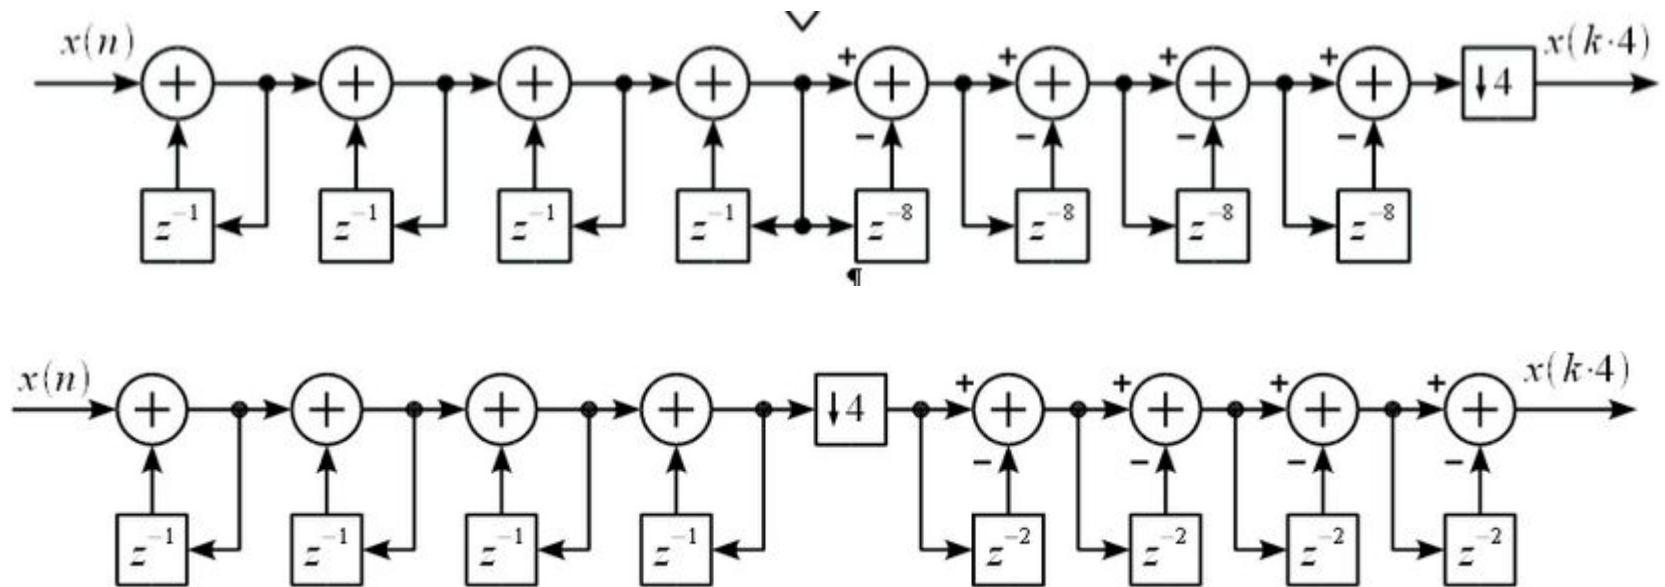 x(n) + + + + + + + + + + + + ↓4 x(k·4)
− − − −
z⁻¹ z⁻¹ z⁻¹ z⁻¹ z⁻⁸ z⁻⁸ z⁻⁸ z⁻⁸
¶
x(n) + + + + ↓4 + + + + + + + + x(k·4)
− − − −
z⁻¹ z⁻¹ z⁻¹ z⁻¹ z⁻² z⁻² z⁻² z⁻²